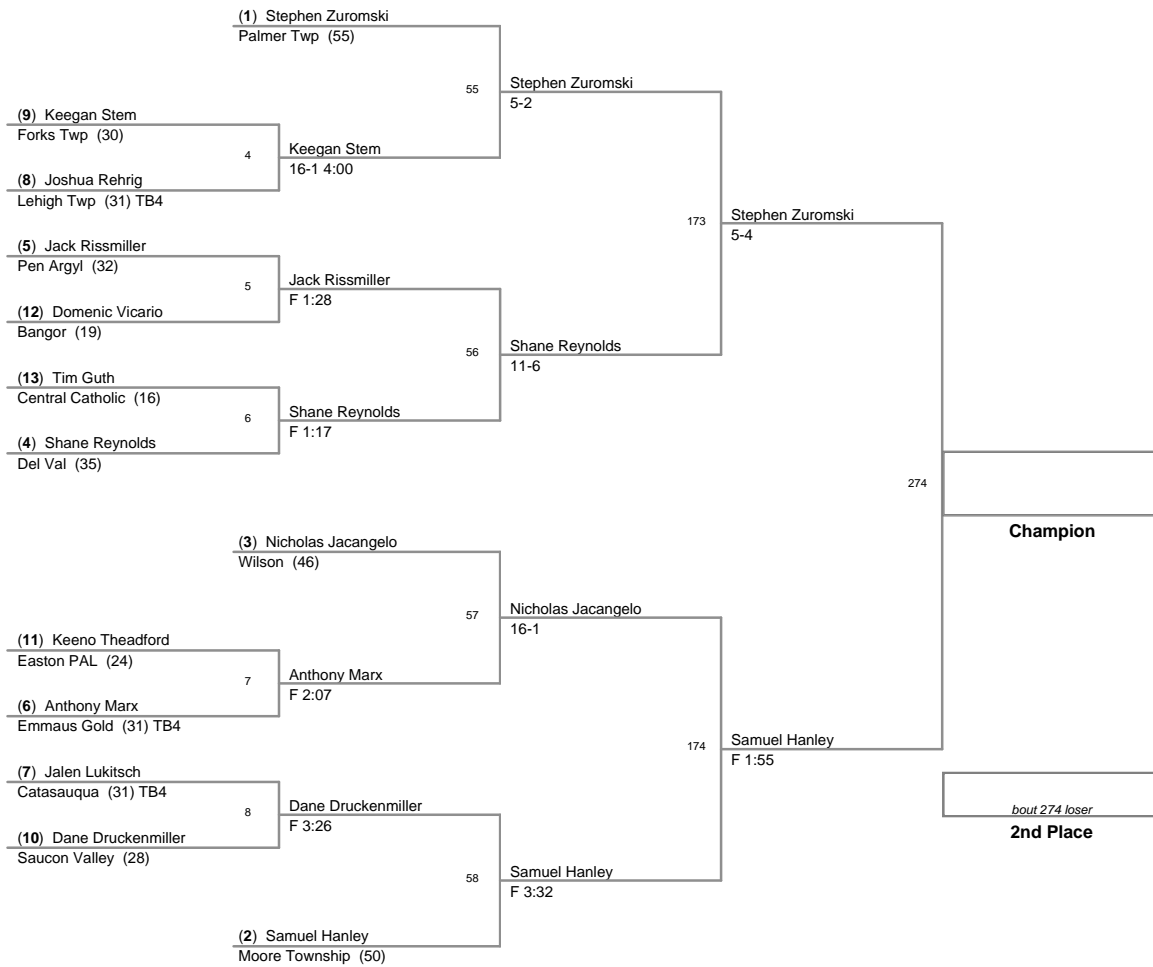 (1) Stephen Zuromski
Palmer Twp (55)
55
Stephen Zuromski
5-2
(9) Keegan Stem
Forks Twp (30)
4
Keegan Stem
16-1 4:00
(8) Joshua Rehrig
Lehigh Twp (31) TB4
173
Stephen Zuromski
5-4
(5) Jack Rissmiller
Pen Argyl (32)
5
Jack Rissmiller
F 1:28
(12) Domenic Vicario
Bangor (19)
56
Shane Reynolds
11-6
(13) Tim Guth
Central Catholic (16)
6
Shane Reynolds
F 1:17
(4) Shane Reynolds
Del Val (35)
274
Champion
(3) Nicholas Jacangelo
Wilson (46)
57
Nicholas Jacangelo
16-1
(11) Keeno Theadford
Easton PAL (24)
7
Anthony Marx
F 2:07
(6) Anthony Marx
Emmaus Gold (31) TB4
174
Samuel Hanley
F 1:55
(7) Jalen Lukitsch
Catasauqua (31) TB4
8
Dane Druckenmiller
F 3:26
(10) Dane Druckenmiller
Saucon Valley (28)
bout 274 loser
2nd Place
58
Samuel Hanley
F 3:32
(2) Samuel Hanley
Moore Township (50)